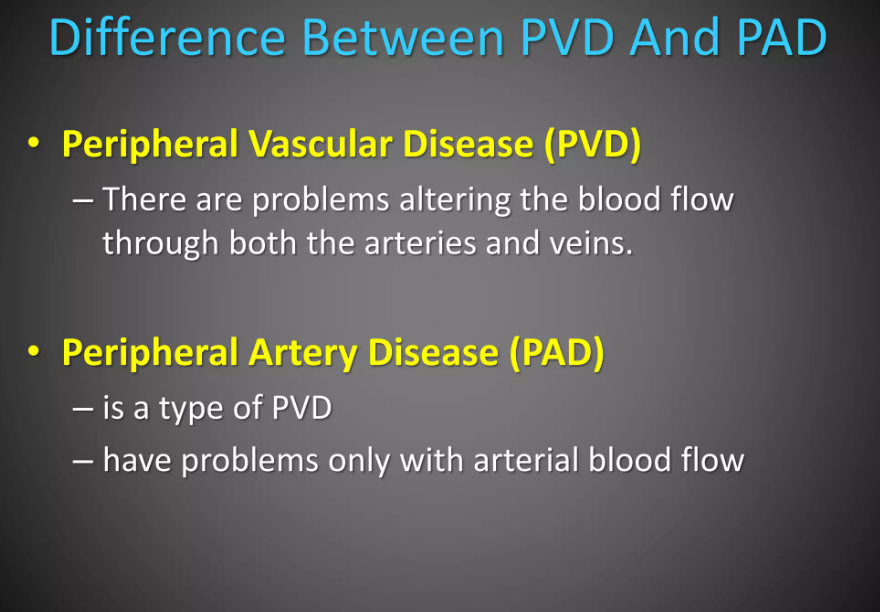 Difference Between PVD And PAD
• Peripheral Vascular Disease (PVD)
– There are problems altering the blood flow
through both the arteries and veins.
• Peripheral Artery Disease (PAD)
– is a type of PVD
– have problems only with arterial blood flow